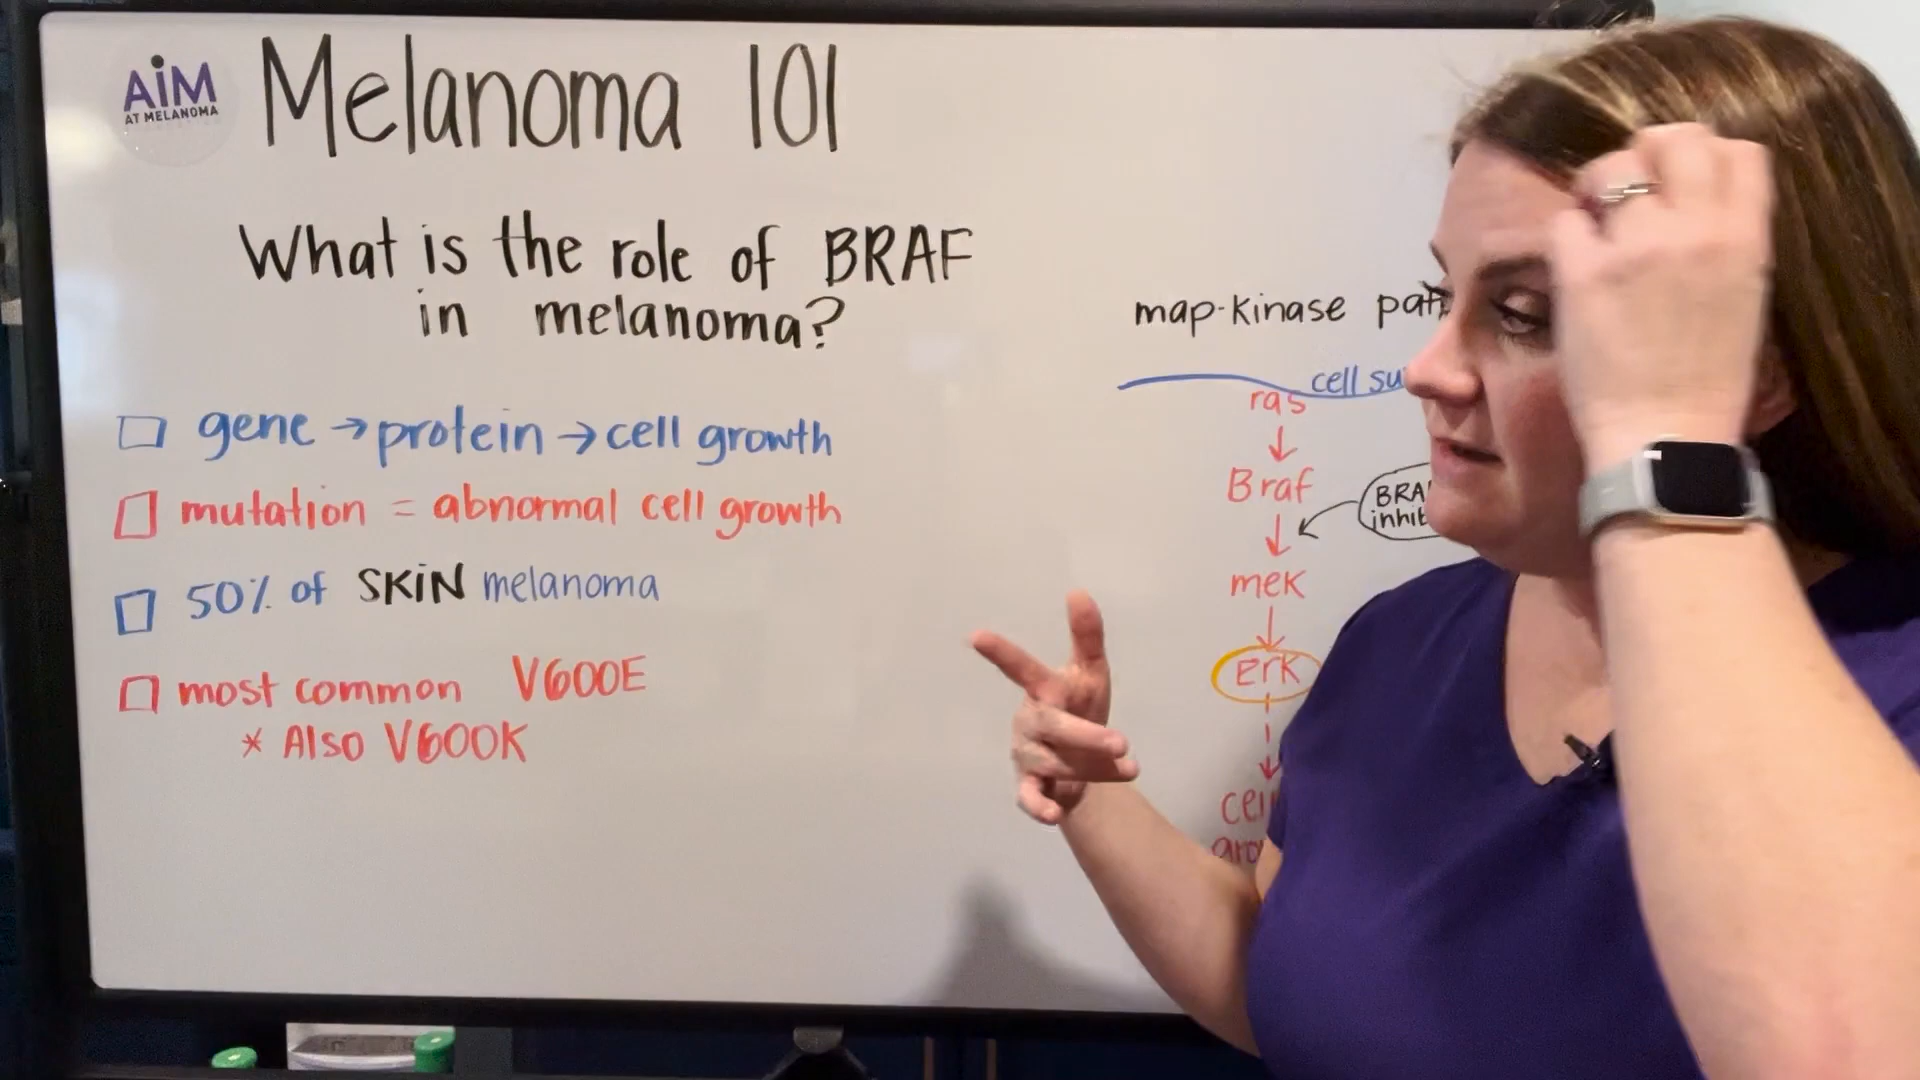 AiM
AT MELANOMA
Melanoma 101
What is the role of BRAF
in melanoma?
gene → protein → cell growth
mutation = abnormal cell growth
50% of SKiN melanoma
most common V600E
* Also V600K
map-kinase
cell
ras
Braf
mek
erk